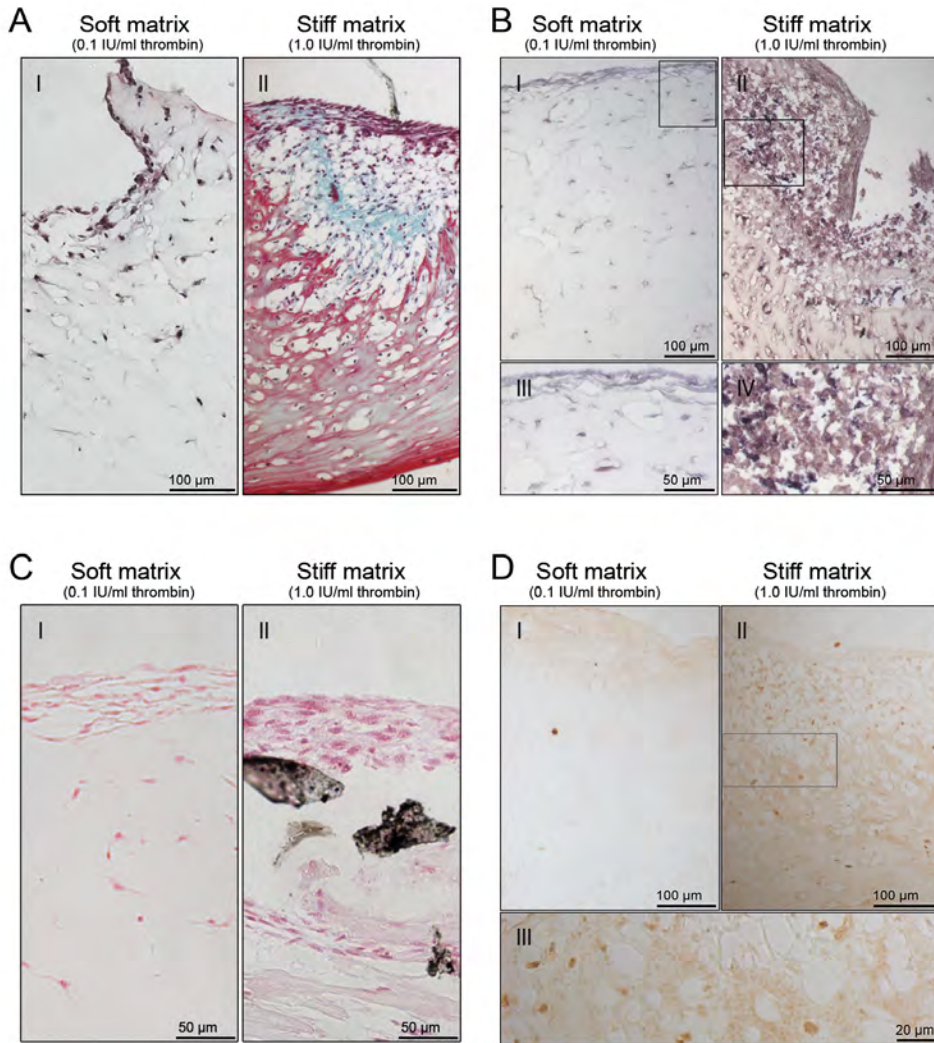 A
Soft matrix
(0.1 IU/ml thrombin)
Stiff matrix
(1.0 IU/ml thrombin)
I
II
100 µm
100 µm
B
Soft matrix
(0.1 IU/ml thrombin)
Stiff matrix
(1.0 IU/ml thrombin)
I
II
100 µm
100 µm
III
IV
50 µm
50 µm
C
Soft matrix
(0.1 IU/ml thrombin)
Stiff matrix
(1.0 IU/ml thrombin)
I
II
50 µm
50 µm
D
Soft matrix
(0.1 IU/ml thrombin)
Stiff matrix
(1.0 IU/ml thrombin)
I
II
100 µm
100 µm
III
20 µm